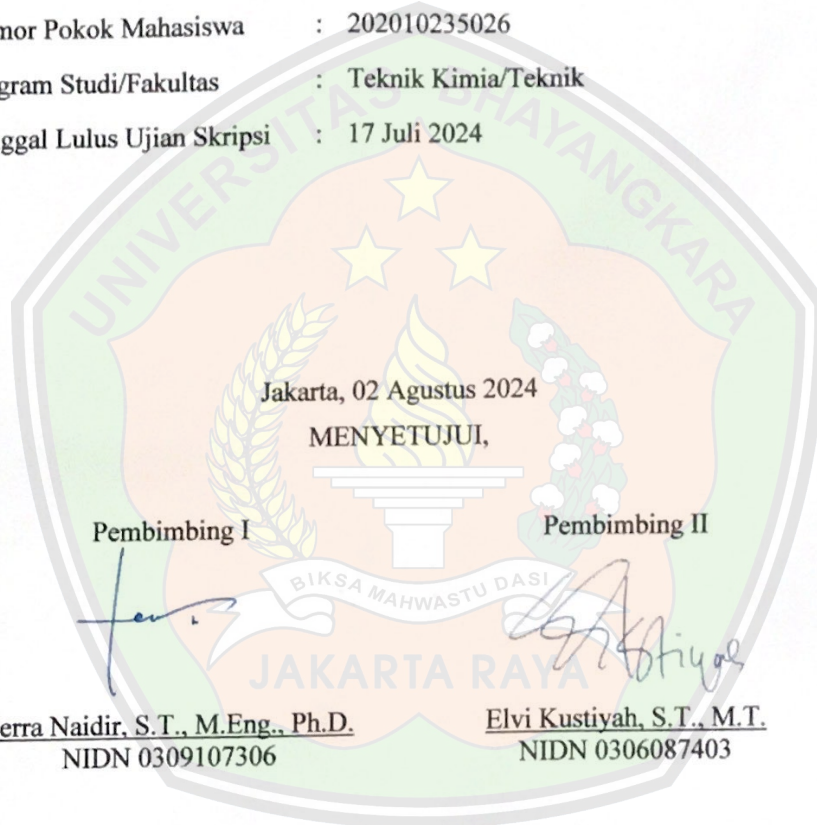 mor Pokok Mahasiswa : 202010235026
gram Studi/Fakultas : Teknik Kimia/Teknik
ggal Lulus Ujian Skripsi : 17 Juli 2024
UNIVERSITAS BHAYANGKARA
Jakarta, 02 Agustus 2024
MENYETUJUI,
Pembimbing I Pembimbing II
BIKSA MAHWASTU DASI
JAKARTA RAYA
erra Naidir, S.T., M.Eng., Ph.D. Elvi Kustiyah, S.T., M.T.
NIDN 0309107306 NIDN 0306087403